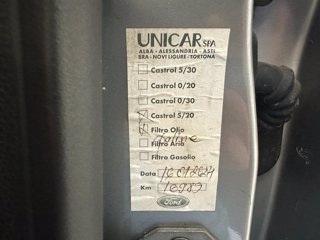 UNICAR SPA
ALBA - ALESSANDRIA - ASTI
BRA - NOVI LIGURE - TORTONA
Castrol 5/30
Castrol 0/20
Castrol 0/30
Castrol 5/20
Filtro Olio
Filtro Aria
Filtro Gasolio
Data
Km 16989
Ford